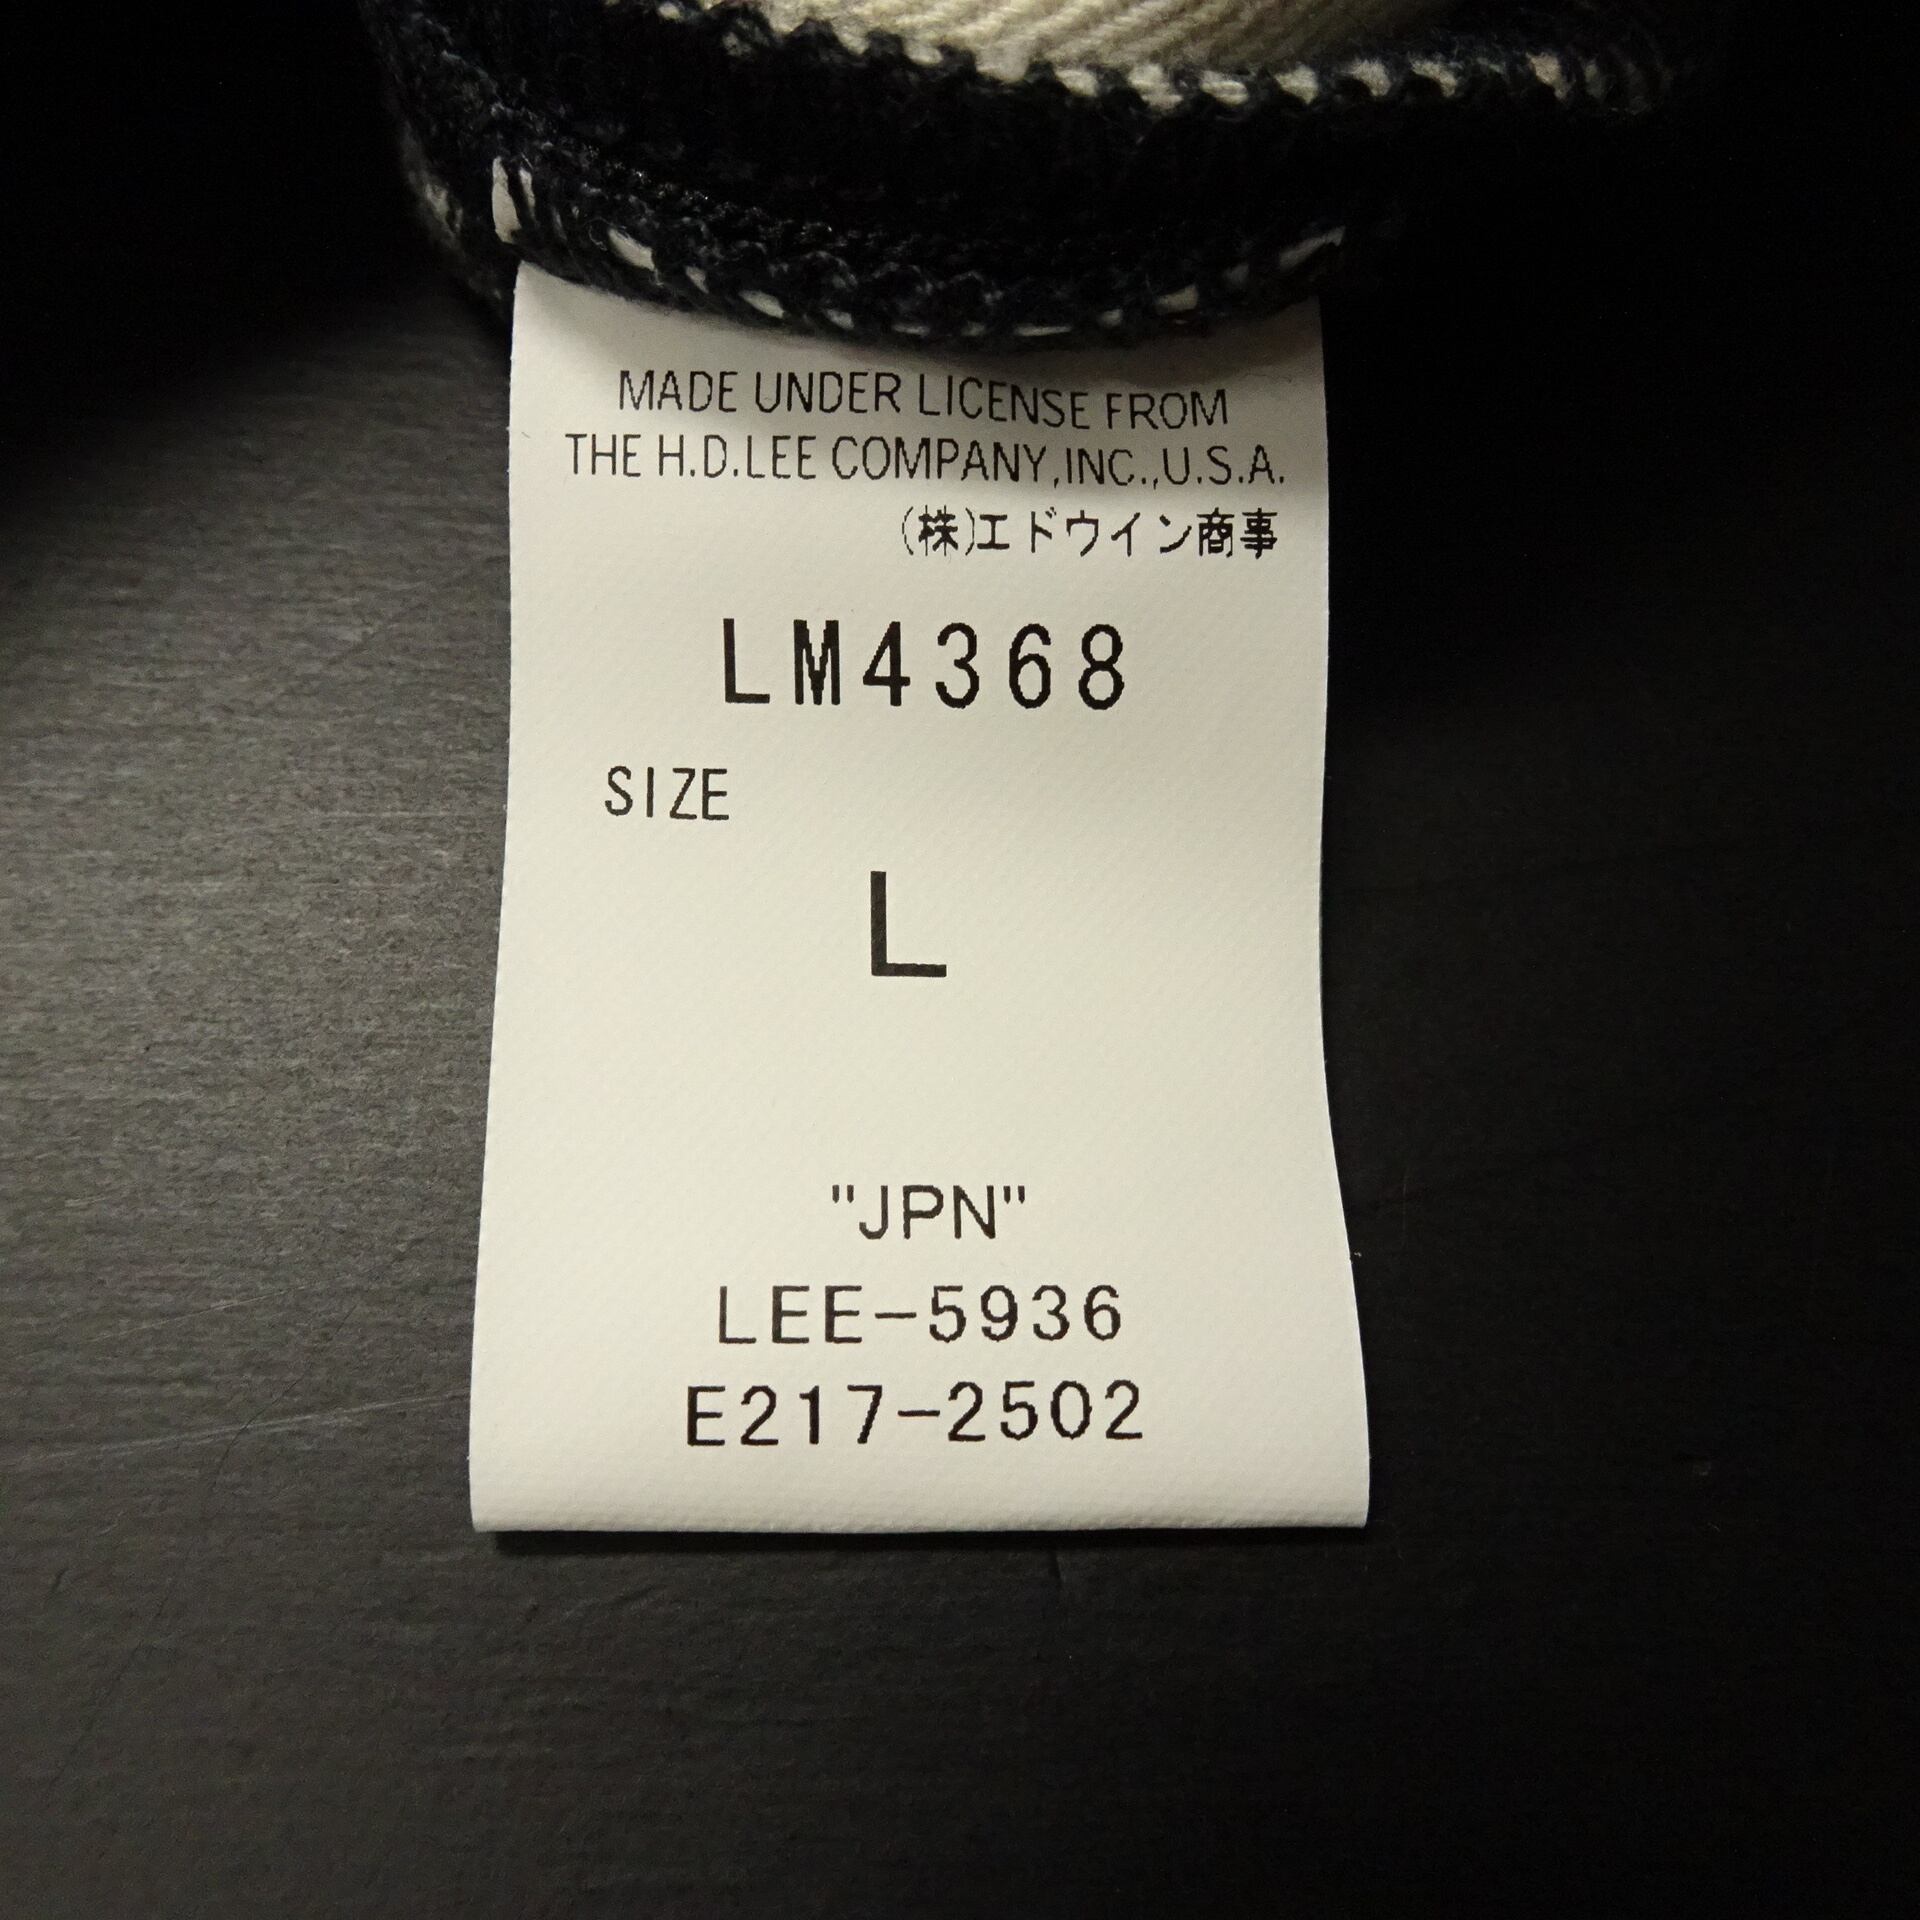 MADE UNDER LICENSE FROM
THE H.D.LEE COMPANY,INC.,U.S.A.
(株)エドウイン商事
LM4368
SIZE
L
"JPN"
LEE-5936
E217-2502